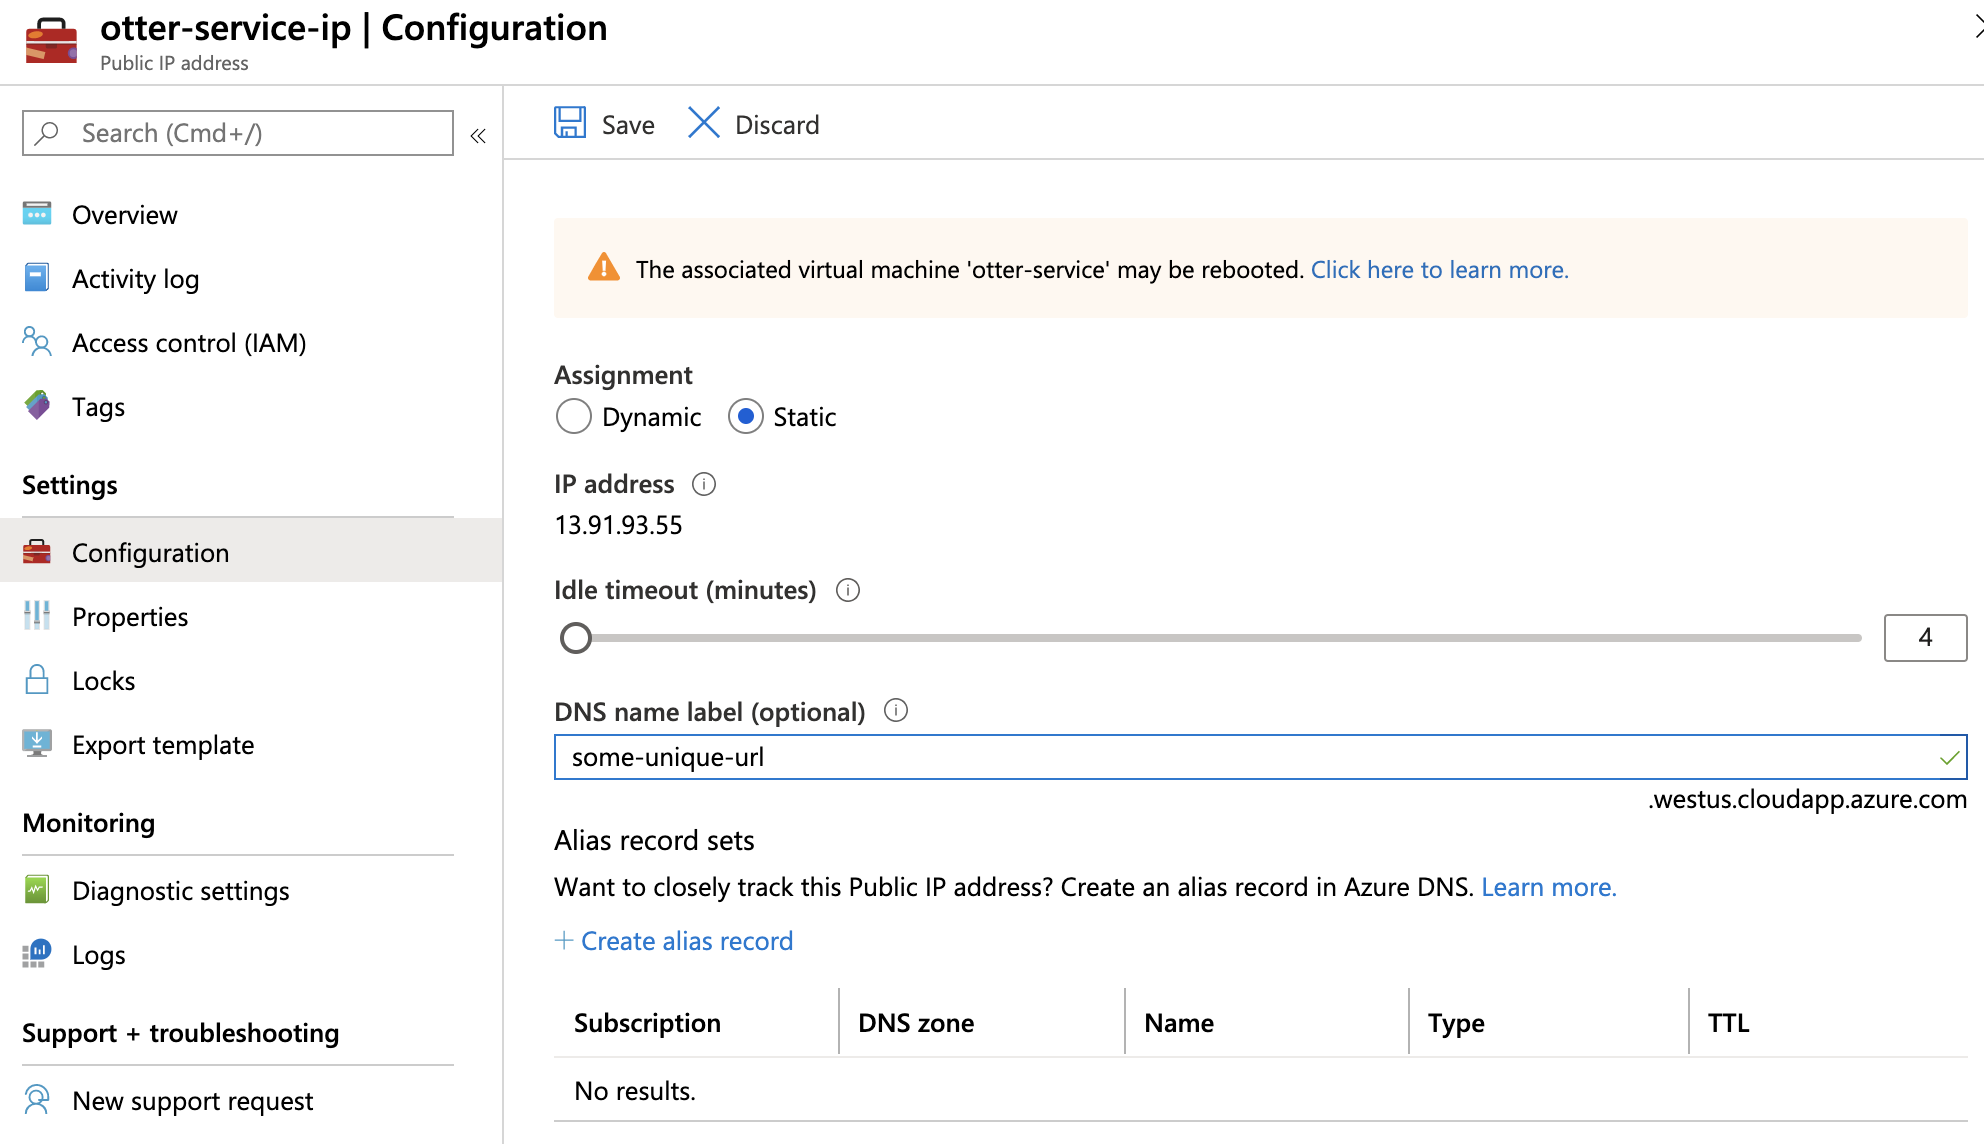 otter-service-ip | Configuration
Public IP address
Search (Cmd+/)
«
Overview
Activity log
Access control (IAM)
Tags
Settings
Configuration
Properties
Locks
Export template
Monitoring
Diagnostic settings
Logs
Support + troubleshooting
New support request
Save Discard
The associated virtual machine 'otter-service' may be rebooted. Click here to learn more.
Assignment
Dynamic Static
IP address
13.91.93.55
Idle timeout (minutes)
4
DNS name label (optional)
some-unique-url
.westus.cloudapp.azure.com
Alias record sets
Want to closely track this Public IP address? Create an alias record in Azure DNS. Learn more.
+ Create alias record
Subscription DNS zone Name Type TTL
No results.